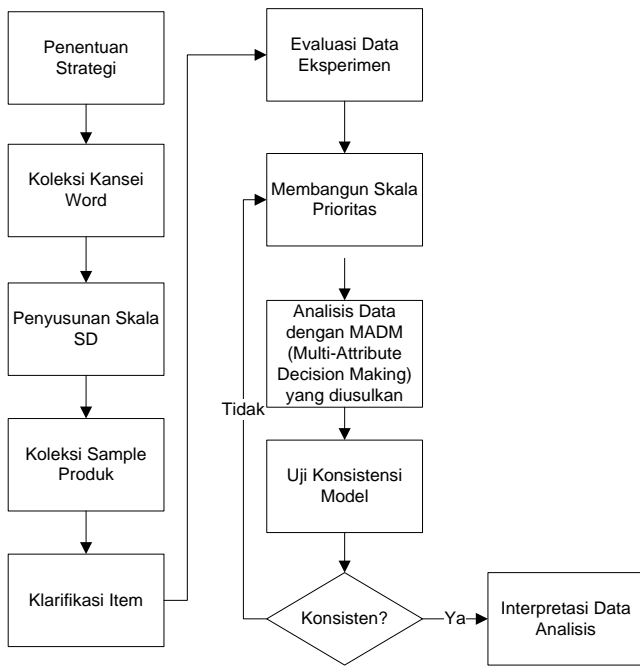 Penentuan
Strategi
Koleksi Kansei
Word
Penyusunan Skala
SD
Koleksi Sample
Produk
Klarifikasi Item
Evaluasi Data
Eksperimen
Membangun Skala
Prioritas
Analisis Data
dengan MADM
(Multi-Attribute
Decision Making)
yang diusulkan
Tidak
Uji Konsistensi
Model
Konsisten?
Ya
Interpretasi Data
Analisis